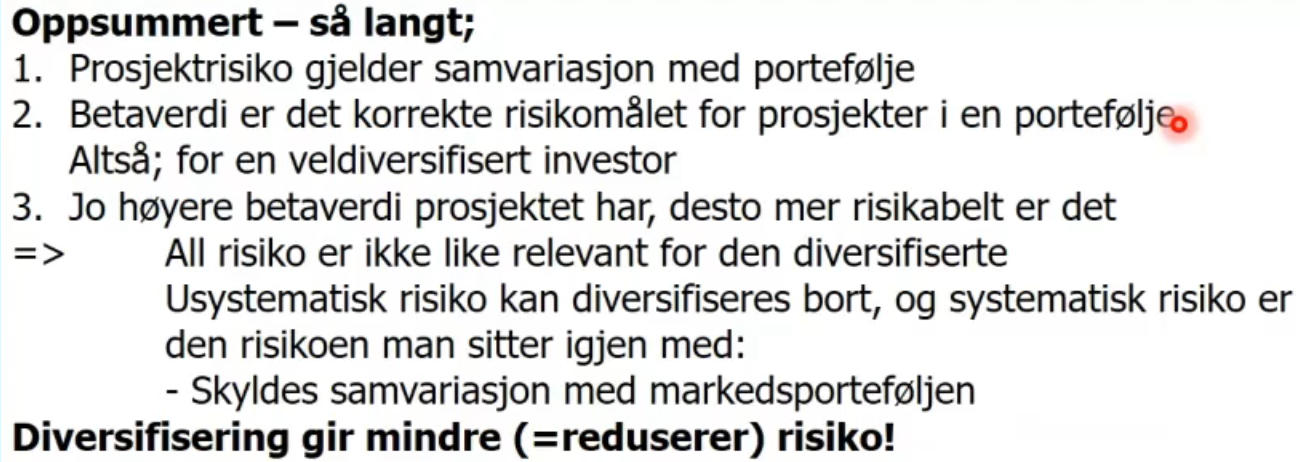 Oppsummert – så langt;
1. Prosjektrisiko gjelder samvariasjon med portefølje
2. Betaverdi er det korrekte risikomålet for prosjekter i en portefølje
Altså; for en veldiversifisert investor
3. Jo høyere betaverdi prosjektet har, desto mer risikabelt er det
=> All risiko er ikke like relevant for den diversifiserte
Usystematisk risiko kan diversifiseres bort, og systematisk risiko er
den risikoen man sitter igjen med:
- Skyldes samvariasjon med markedsporteføljen
Diversifisering gir mindre (=reduserer) risiko!